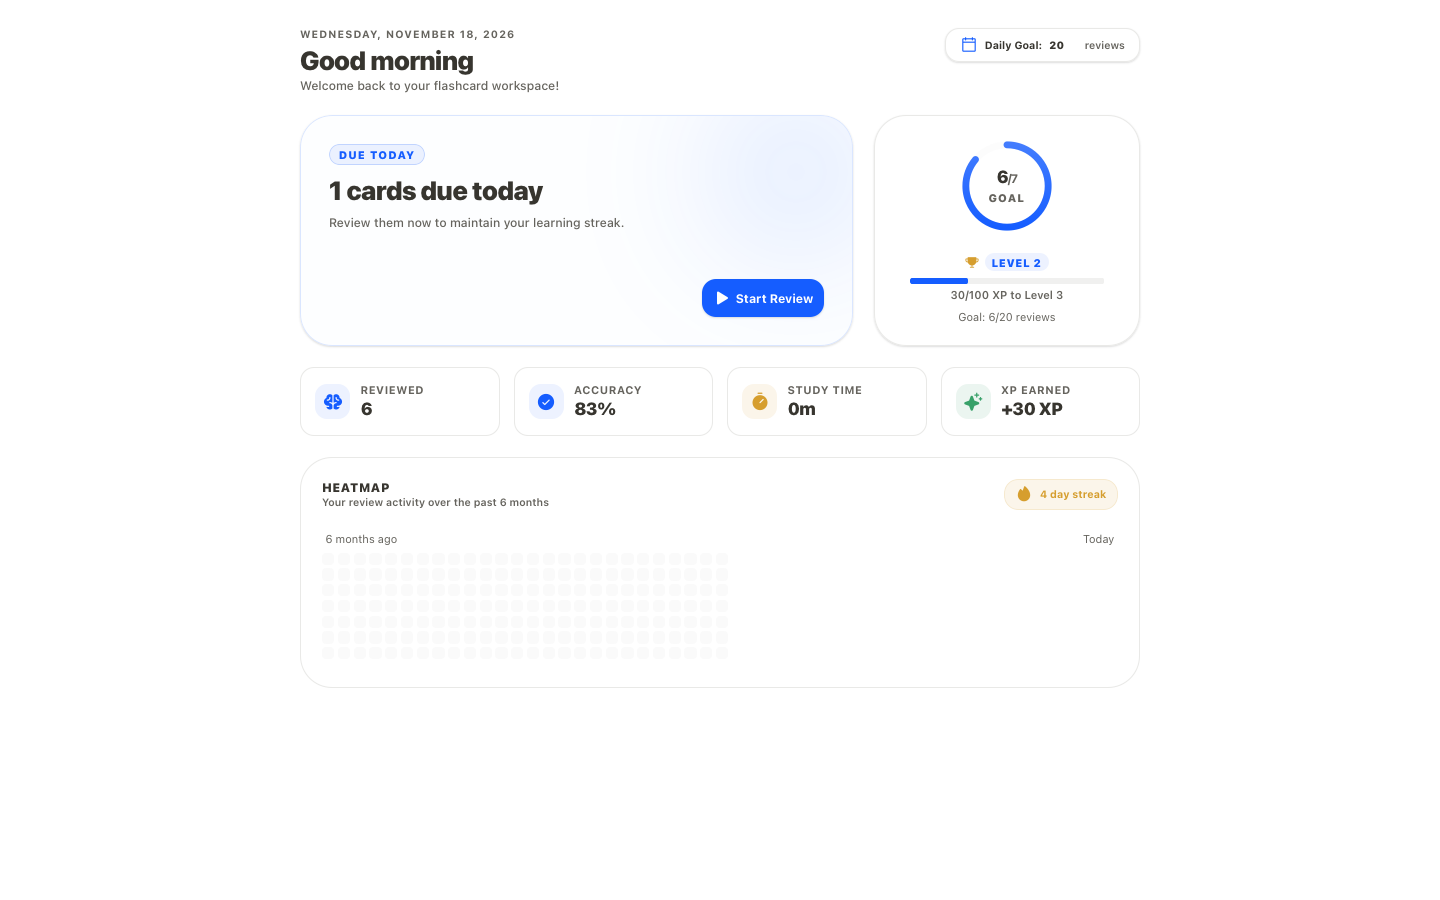 WEDNESDAY, NOVEMBER 18, 2026
Good morning
Welcome back to your flashcard workspace!
Daily Goal: 20 reviews
DUE TODAY
1 cards due today
Review them now to maintain your learning streak.
Start Review
6/7
GOAL
LEVEL 2
30/100 XP to Level 3
Goal: 6/20 reviews
REVIEWED
6
ACCURACY
83%
STUDY TIME
0m
XP EARNED
+30 XP
HEATMAP
Your review activity over the past 6 months
4 day streak
6 months ago
Today